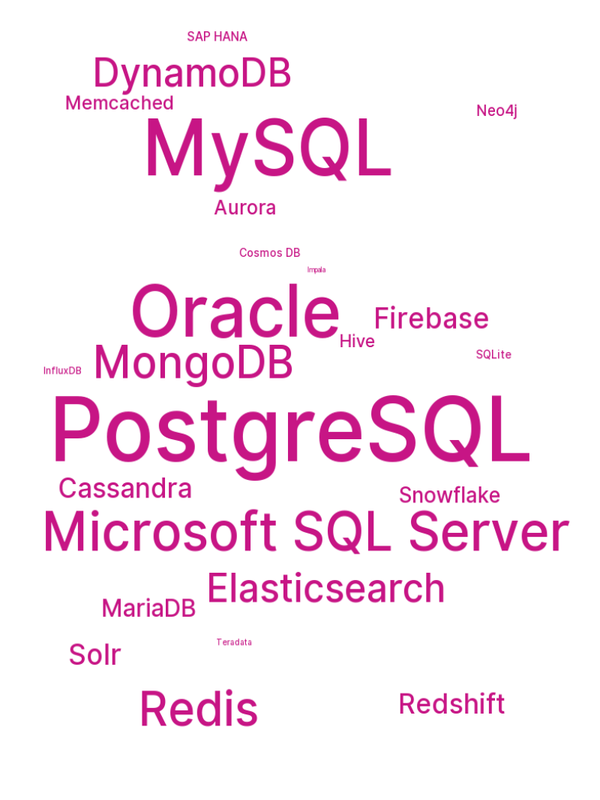 SAP HANA
DynamoDB
Memcached
Neo4j
MySQL
Aurora
Cosmos DB
Impala
Oracle
Firebase
Hive
SQLite
MongoDB
InfluxDB
PostgreSQL
Cassandra
Snowflake
Microsoft SQL Server
Elasticsearch
MariaDB
Teradata
Solr
Redis
Redshift